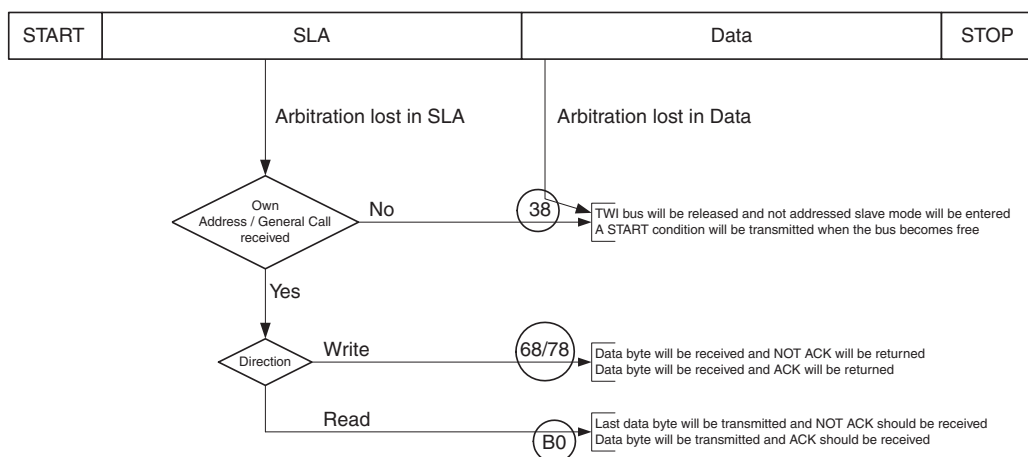 START SLA Data STOP
Arbitration lost in SLA Arbitration lost in Data
Own
Address / General Call
received
No
38
TWI bus will be released and not addressed slave mode will be entered
A START condition will be transmitted when the bus becomes free
Yes
Direction
Write
68/78
Data byte will be received and NOT ACK will be returned
Data byte will be received and ACK will be returned
Read
B0
Last data byte will be transmitted and NOT ACK should be received
Data byte will be transmitted and ACK should be received